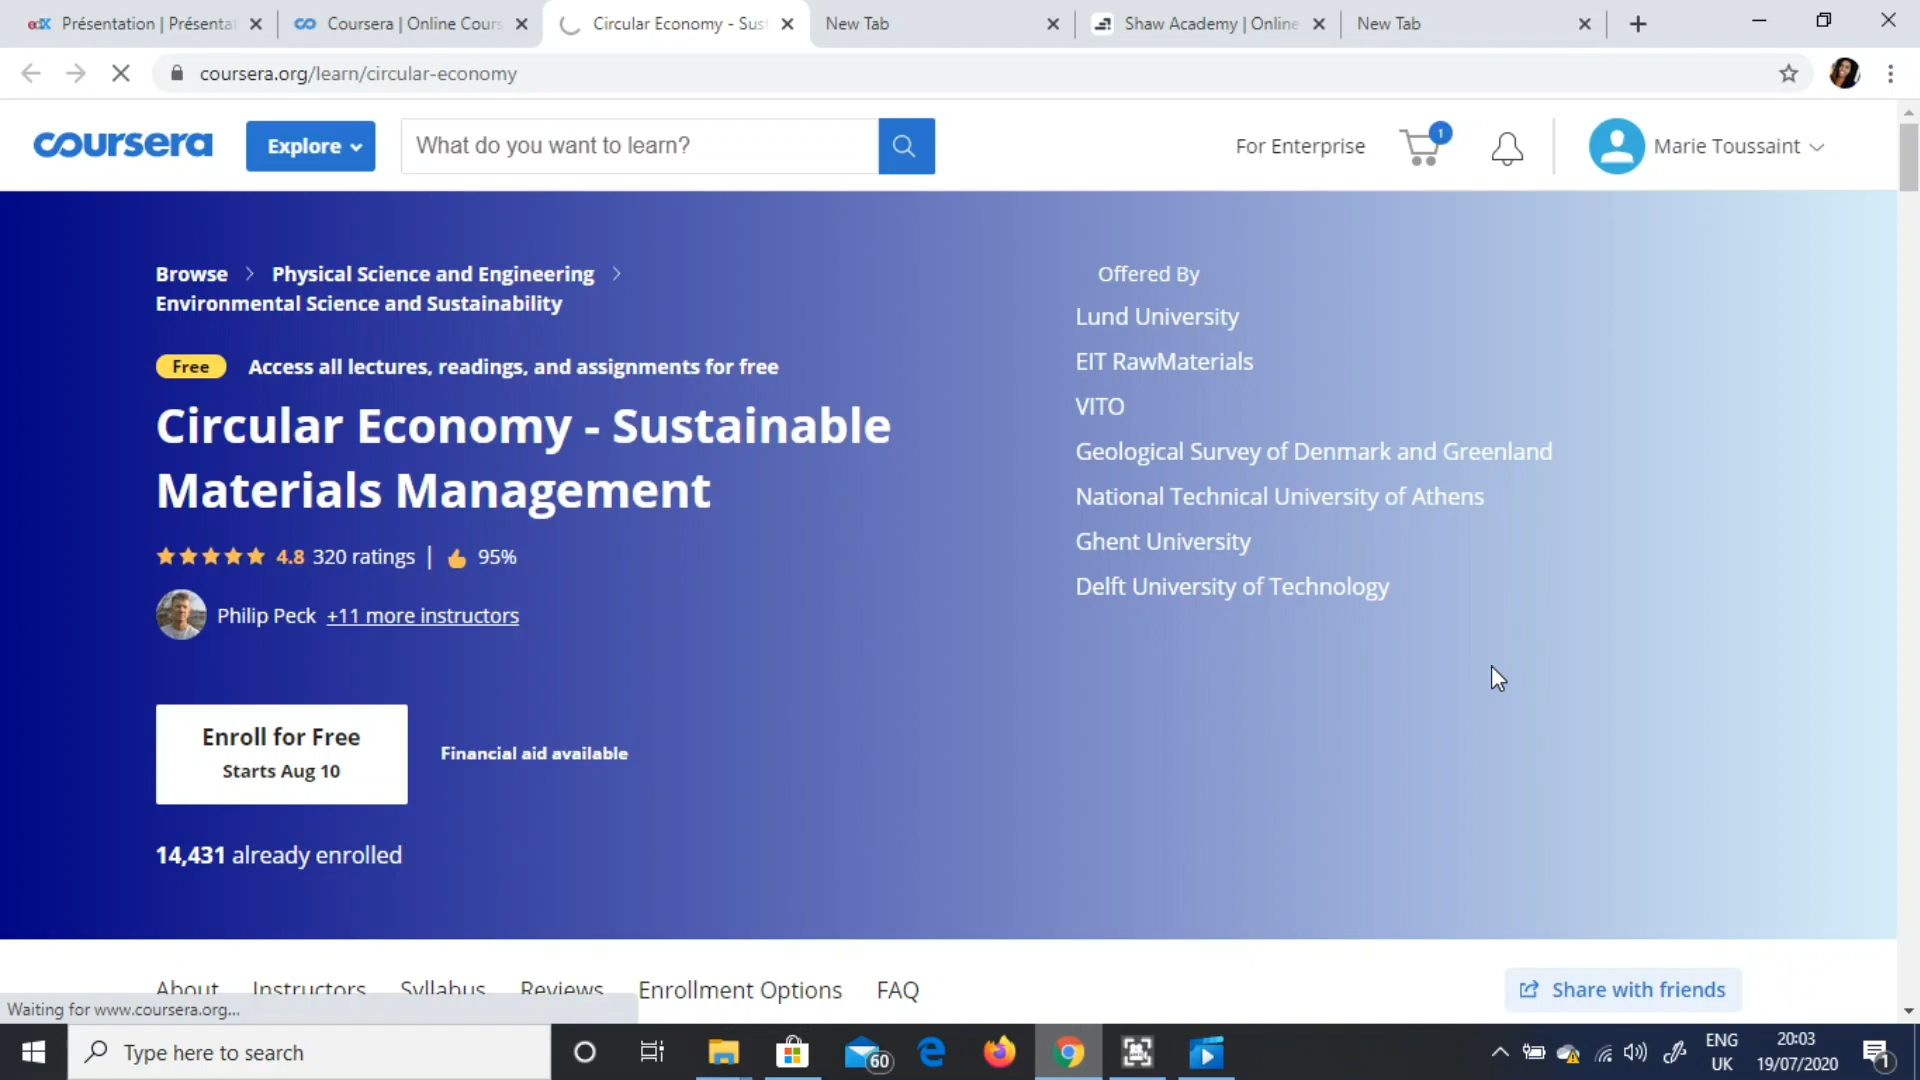 edX Présentation | Présenta
Coursera | Online Cours
Circular Economy - Sus
New Tab
Shaw Academy | Online
New Tab
coursera.org/learn/circular-economy
coursera
Explore
What do you want to learn?
For Enterprise
1
Marie Toussaint
Browse > Physical Science and Engineering >
Environmental Science and Sustainability
Free Access all lectures, readings, and assignments for free
Circular Economy - Sustainable
Materials Management
4.8 320 ratings | 95%
Philip Peck +11 more instructors
Enroll for Free
Starts Aug 10
Financial aid available
14,431 already enrolled
Offered By
Lund University
EIT RawMaterials
VITO
Geological Survey of Denmark and Greenland
National Technical University of Athens
Ghent University
Delft University of Technology
About Instructors Syllabus Reviews Enrollment Options FAQ
Share with friends
Waiting for www.coursera.org...
Type here to search
60
ENG
UK
20:03
19/07/2020
1